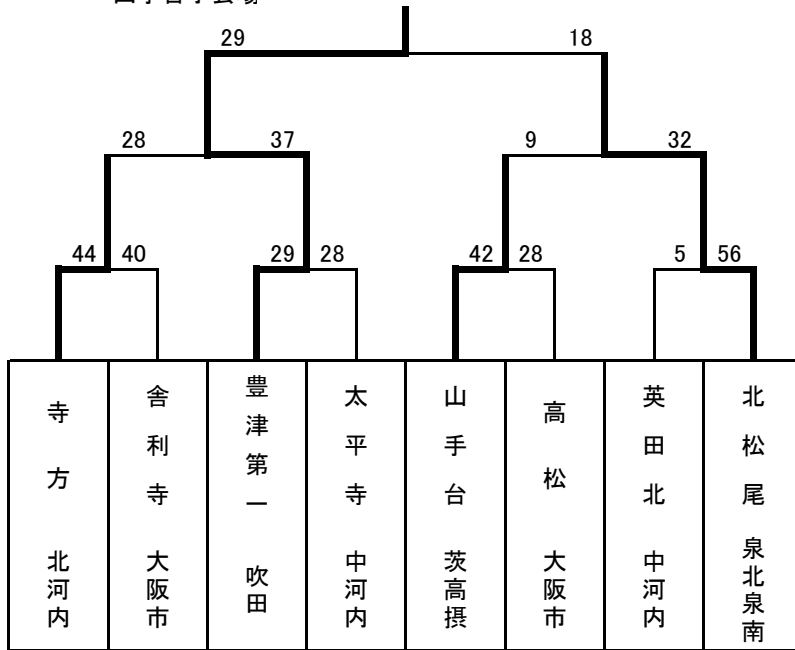 29 18
28 37 9 32
44 40 29 28 42 28 5 56
寺方 北河内
舎利寺 大阪市
豊津第一 吹田
太平寺 中河内
山手台 茨高摂
高松 大阪市
英田北 中河内
北松尾 泉北泉南